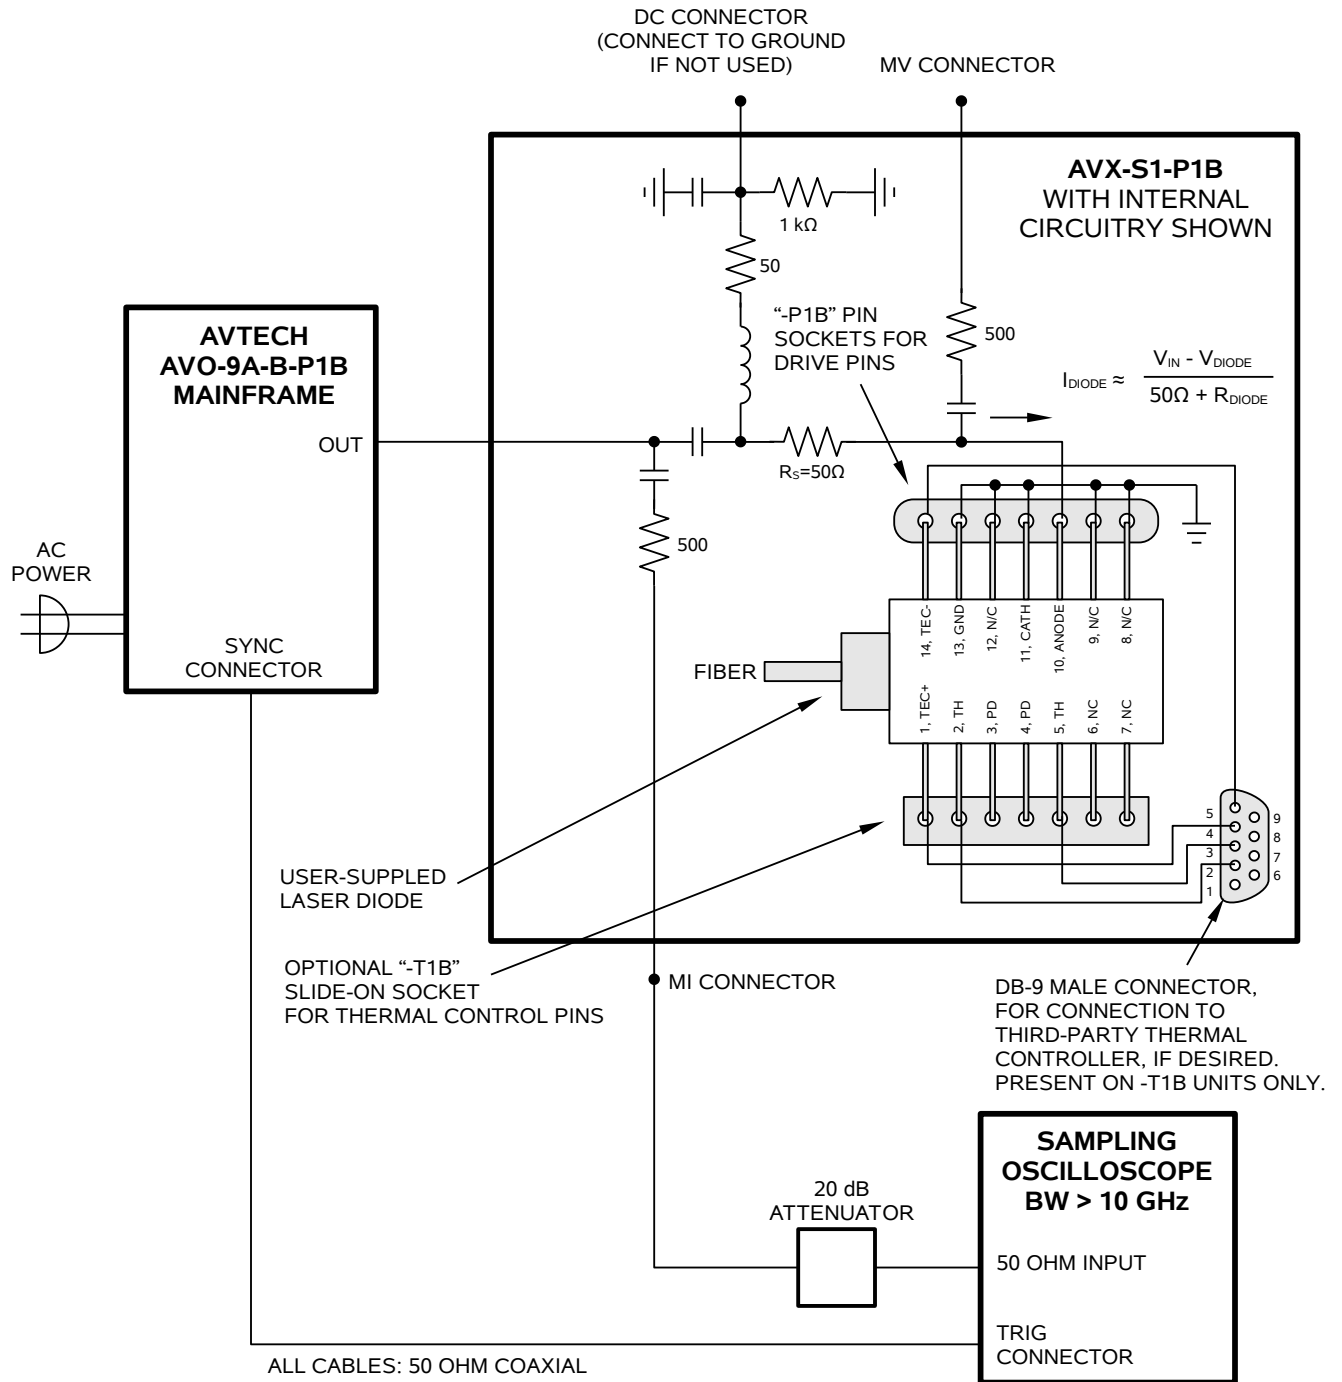 DC CONNECTOR
(CONNECT TO GROUND
IF NOT USED)
MV CONNECTOR
AVX-S1-P1B
WITH INTERNAL
CIRCUITRY SHOWN
1 kΩ
50
"-P1B" PIN
SOCKETS FOR
DRIVE PINS
500
I_DIODE ≈ V_IN - V_DIODE
50Ω + R_DIODE
AVTECH
AVO-9A-B-P1B
MAINFRAME
OUT
R_S=50Ω
500
AC
POWER
SYNC
CONNECTOR
14, TEC-
13, GND
12, N/C
11, CATH
10, ANODE
9, N/C
8, N/C
FIBER
1, TEC+
2, TH
3, PD
4, PD
5, TH
6, NC
7, NC
5
4
3
2
1
9
8
7
6
USER-SUPPLED
LASER DIODE
OPTIONAL "-T1B"
SLIDE-ON SOCKET
FOR THERMAL CONTROL PINS
MI CONNECTOR
DB-9 MALE CONNECTOR,
FOR CONNECTION TO
THIRD-PARTY THERMAL
CONTROLLER, IF DESIRED.
PRESENT ON -T1B UNITS ONLY.
SAMPLING
OSCILLOSCOPE
BW > 10 GHz
20 dB
ATTENUATOR
50 OHM INPUT
TRIG
CONNECTOR
ALL CABLES: 50 OHM COAXIAL